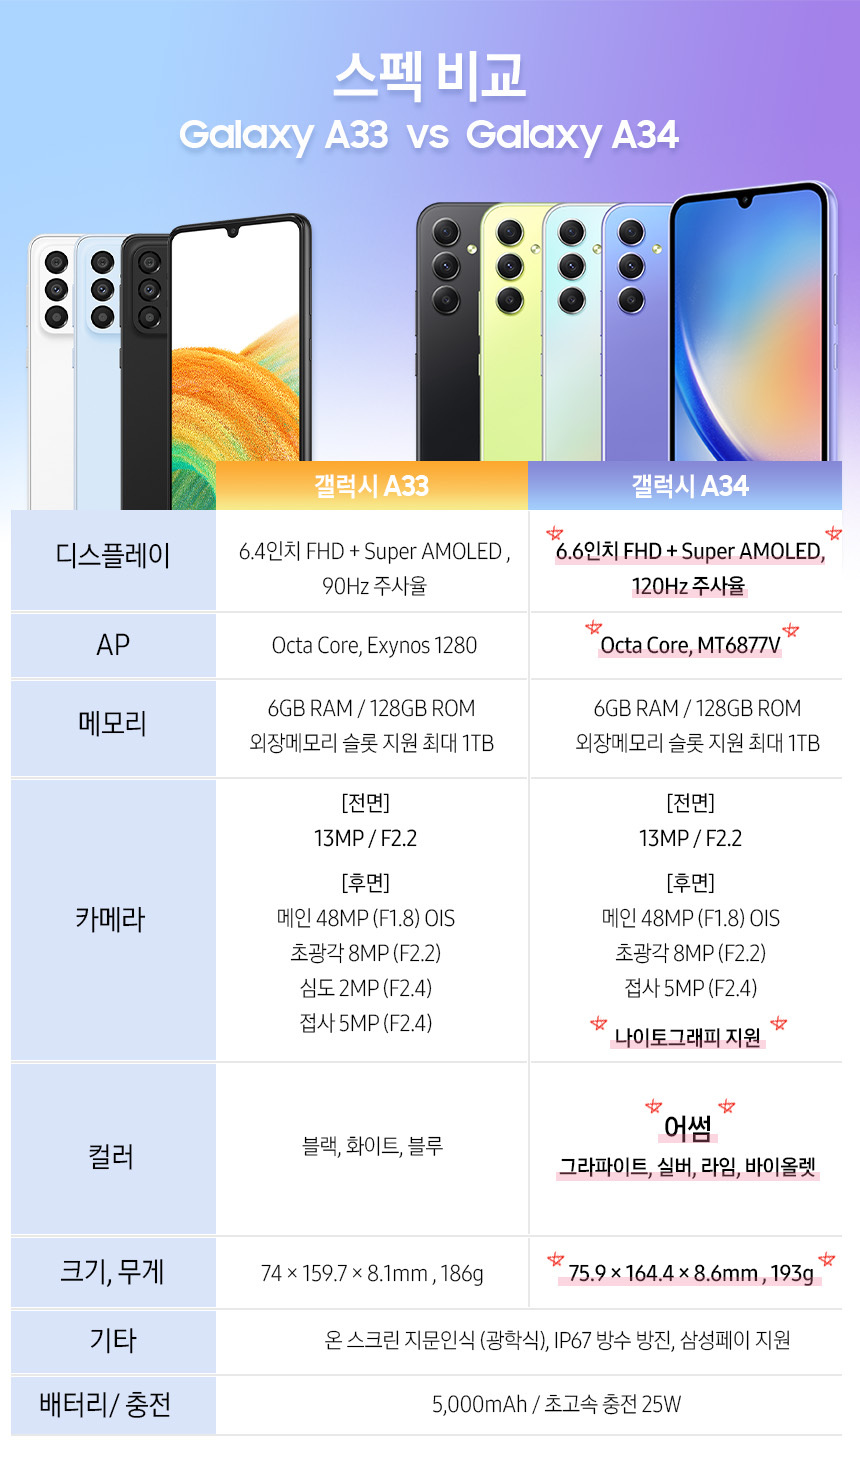 스펙 비교
Galaxy A33 vs Galaxy A34
갤럭시 A33
갤럭시 A34
디스플레이
6.4인치 FHD + Super AMOLED ,
90Hz 주사율
6.6인치 FHD + Super AMOLED,
120Hz 주사율
AP
Octa Core, Exynos 1280
Octa Core, MT6877V
메모리
6GB RAM / 128GB ROM
외장메모리 슬롯 지원 최대 1TB
6GB RAM / 128GB ROM
외장메모리 슬롯 지원 최대 1TB
카메라
[전면]
13MP / F2.2
[후면]
메인 48MP (F1.8) OIS
초광각 8MP (F2.2)
심도 2MP (F2.4)
접사 5MP (F2.4)
[전면]
13MP / F2.2
[후면]
메인 48MP (F1.8) OIS
초광각 8MP (F2.2)
접사 5MP (F2.4)
나이토그래피 지원
컬러
블랙, 화이트, 블루
어썸
그라파이트, 실버, 라임, 바이올렛
크기, 무게
74 × 159.7 × 8.1mm , 186g
75.9 × 164.4 × 8.6mm , 193g
기타
온 스크린 지문인식 (광학식), IP67 방수 방진, 삼성페이 지원
배터리/ 충전
5,000mAh / 초고속 충전 25W